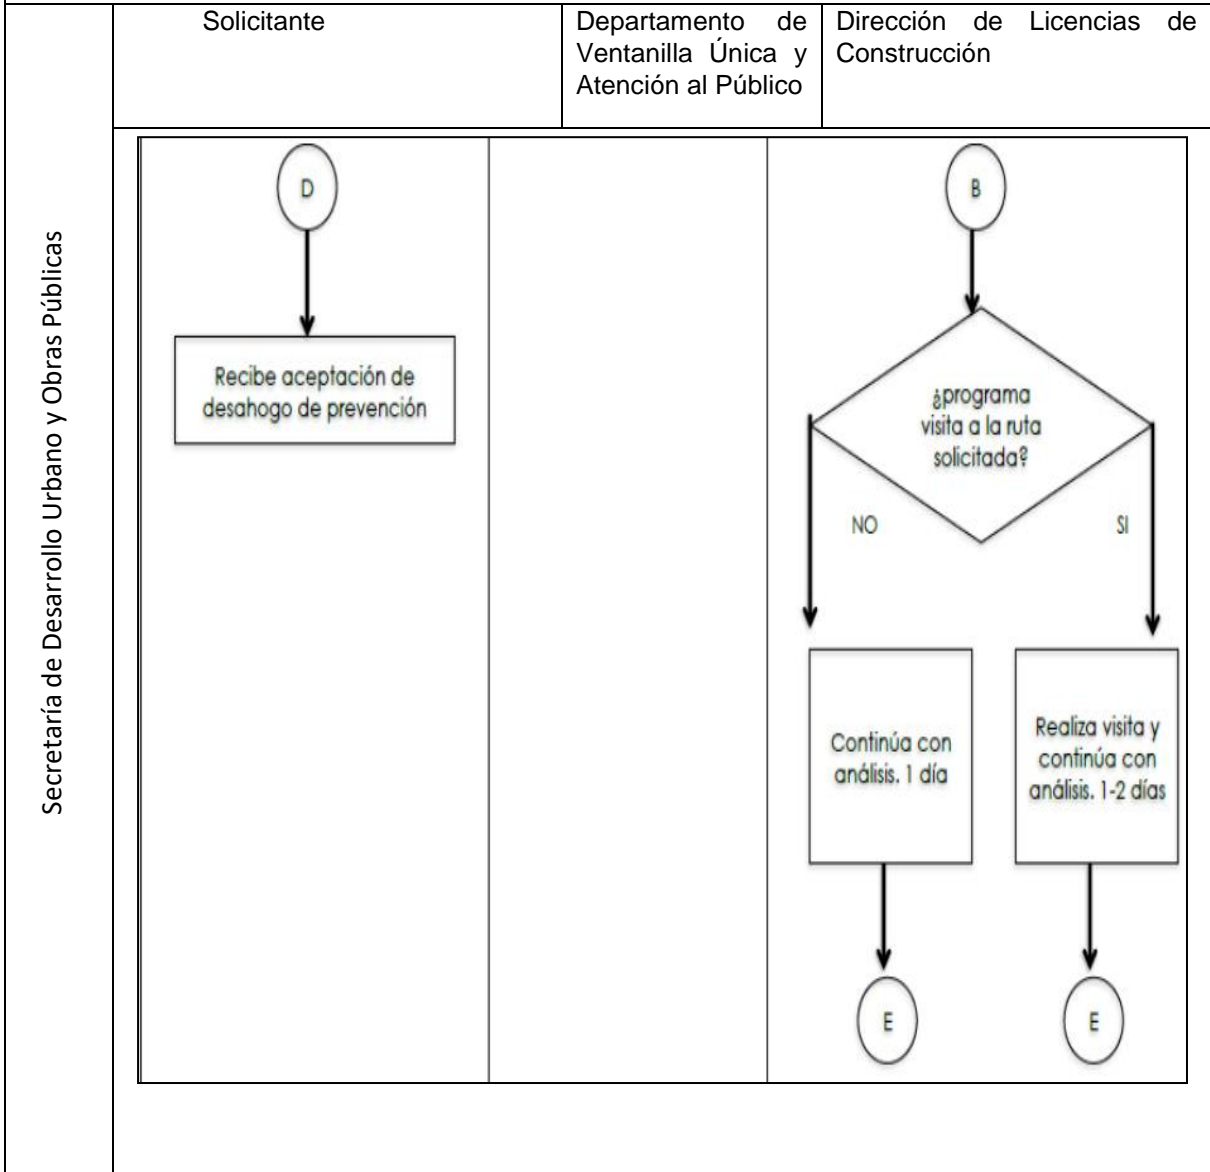 Solicitante
Departamento de
Ventanilla Única y
Atención al Público
Dirección de Licencias de
Construcción
Secretaría de Desarrollo Urbano y Obras Públicas
D
Recibe aceptación de
desahogo de prevención
B
¿programa
visita a la ruta
solicitada?
NO
SI
Continúa con
análisis. 1 día
Realiza visita y
continúa con
análisis. 1-2 días
E
E